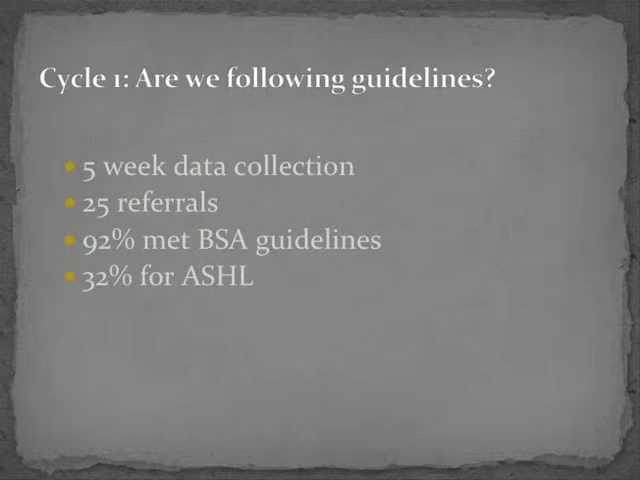 Cycle 1: Are we following guidelines?
5 week data collection
25 referrals
92% met BSA guidelines
32% for ASHL